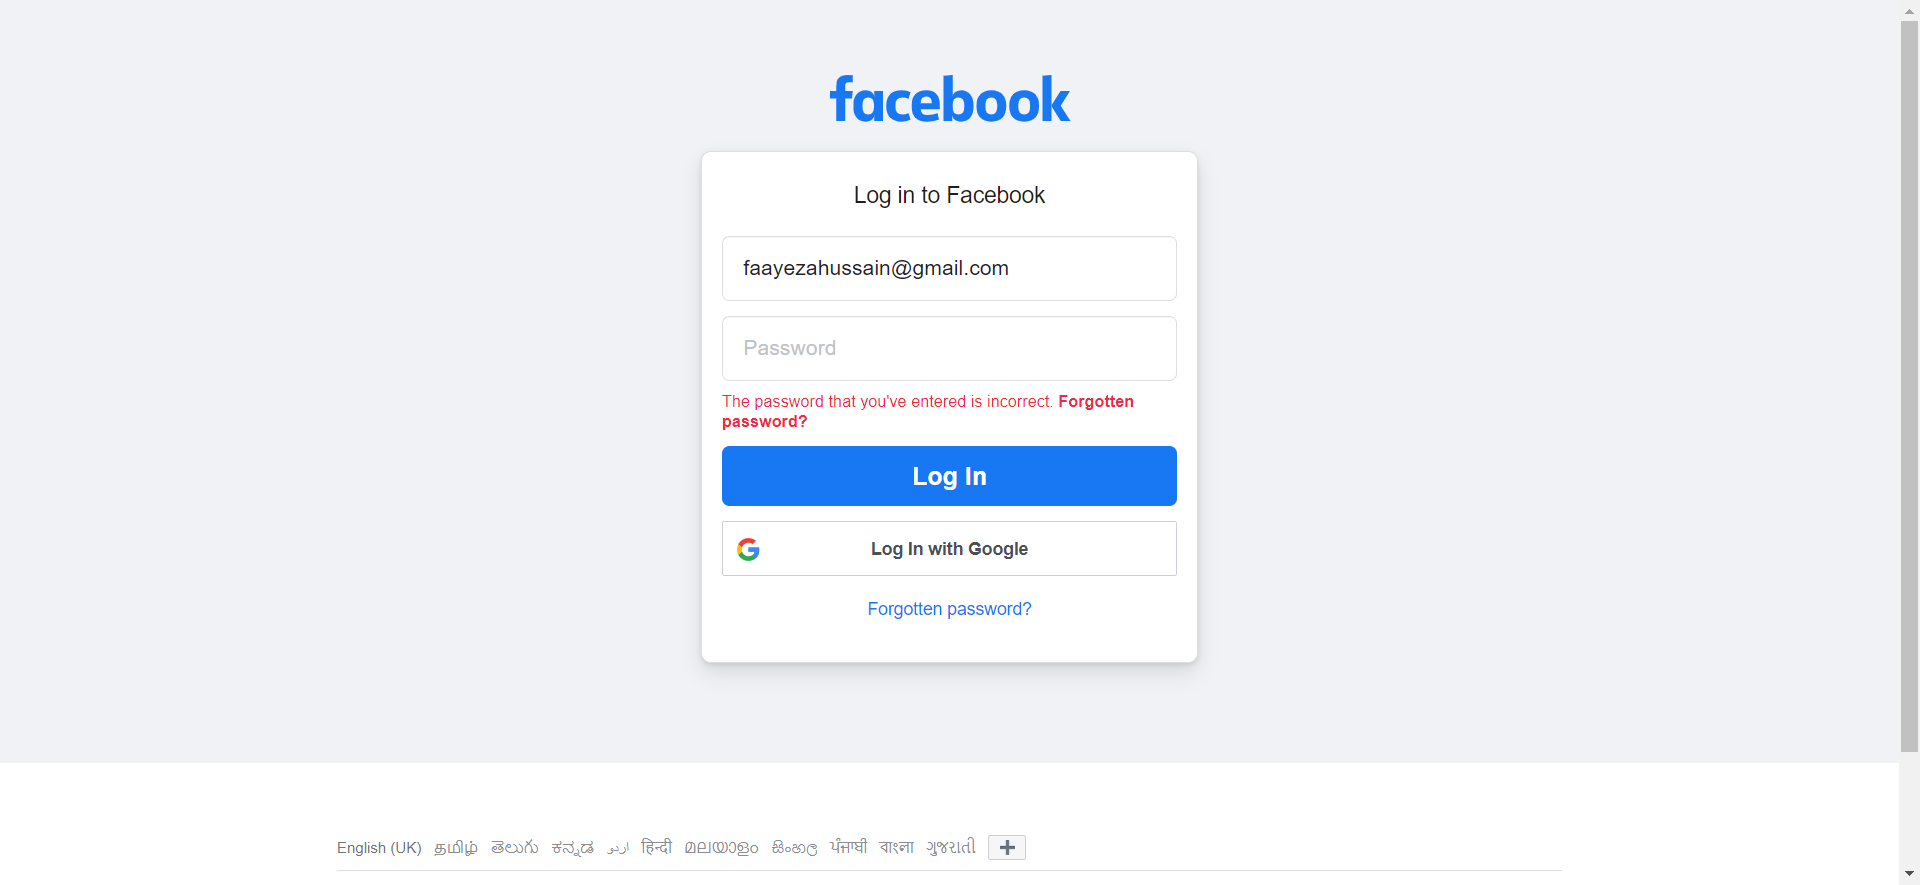 facebook
Log in to Facebook
faayezahussain@gmail.com
Password
The password that you've entered is incorrect. Forgotten
password?
Log In
Log In with Google
Forgotten password?
English (UK) தமிழ் తెలుగు ಕನ್ನಡ اردو हिन्दी മലയാളം සිංහල ਪੰਜਾਬੀ বাংলা ગુજરાતી